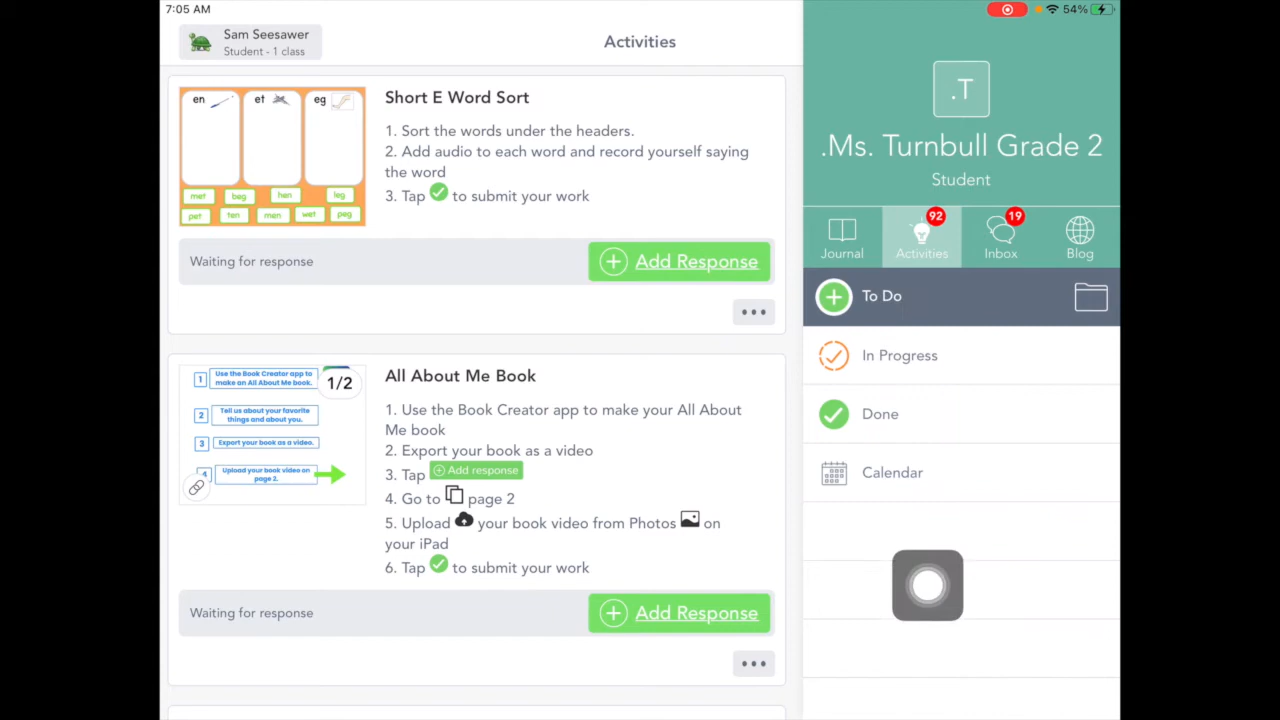 7:05 AM
54%
Sam Seesawer
Student - 1 class
Activities
en
et
eg
met
beg
hen
leg
pet
ten
men
wet
peg
Short E Word Sort
1. Sort the words under the headers.
2. Add audio to each word and record yourself saying
the word
3. Tap to submit your work
Waiting for response
Add Response
1 Use the Book Creator app to
make an All About Me book.
1/2
2 Tell us about your favorite
things and about you.
3 Export your book as a video.
4 Upload your book video on
page 2.
All About Me Book
1. Use the Book Creator app to make your All About
Me book
2. Export your book as a video
3. Tap Add response
4. Go to page 2
5. Upload your book video from Photos on
your iPad
6. Tap to submit your work
Waiting for response
Add Response
.T
.Ms. Turnbull Grade 2
Student
Journal
92
Activities
19
Inbox
Blog
To Do
In Progress
Done
Calendar